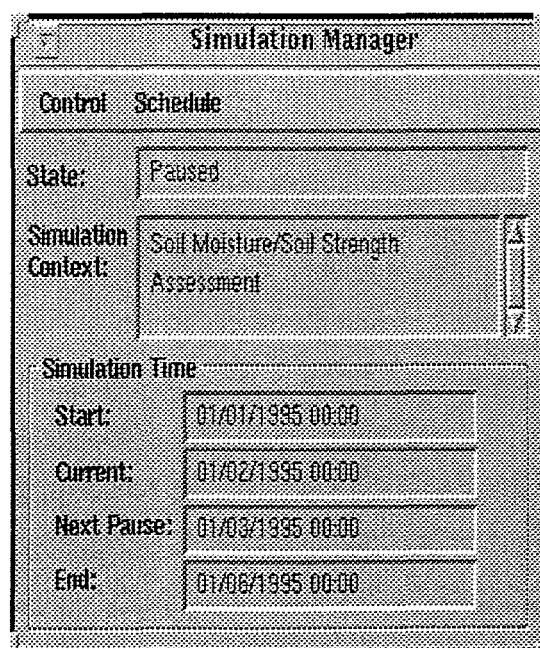 Simulation Manager
Control Schedule
State: Paused
Simulation Context: Soil Moisture/Soil Strength
Assessment
Simulation Time
Start: 01/01/1995 00:00
Current: 01/02/1995 00:00
Next Pause: 01/03/1995 00:00
End: 01/06/1995 00:00